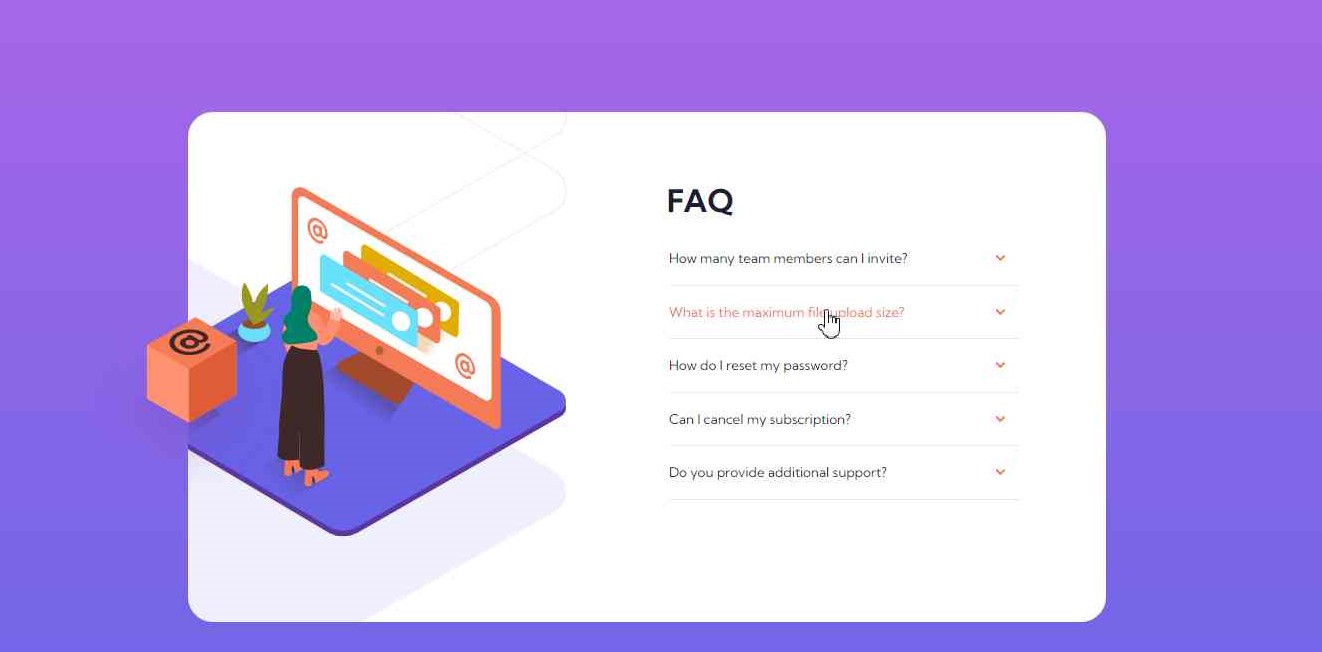 FAQ
How many team members can I invite?
What is the maximum file upload size?
How do I reset my password?
Can I cancel my subscription?
Do you provide additional support?
@
@
@